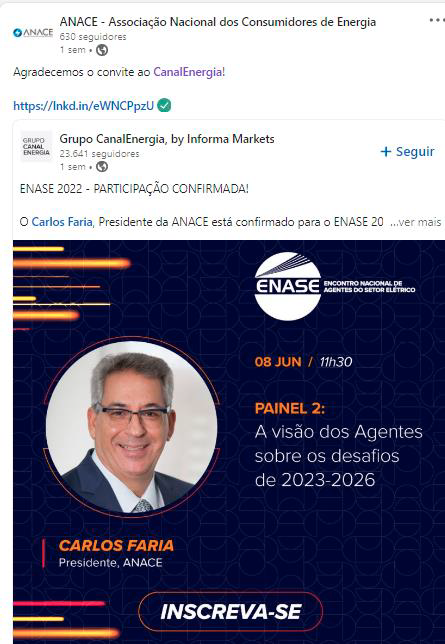 ANACE
ANACE - Associação Nacional dos Consumidores de Energia
630 seguidores
1 sem •
Agradecemos o convite ao CanalEnergia!
https://lnkd.in/eWNCPpzU
GRUPO
CANAL
ENERGIA
Grupo CanalEnergia, by Informa Markets
23.641 seguidores
1 sem •
+ Seguir
ENASE 2022 - PARTICIPAÇÃO CONFIRMADA!
O Carlos Faria, Presidente da ANACE está confirmado para o ENASE 20 ...ver mais
ENASE
ENCONTRO NACIONAL DE
AGENTES DO SETOR ELÉTRICO
08 JUN / 11h30
PAINEL 2:
A visão dos Agentes
sobre os desafios
de 2023-2026
CARLOS FARIA
Presidente, ANACE
INSCREVA-SE